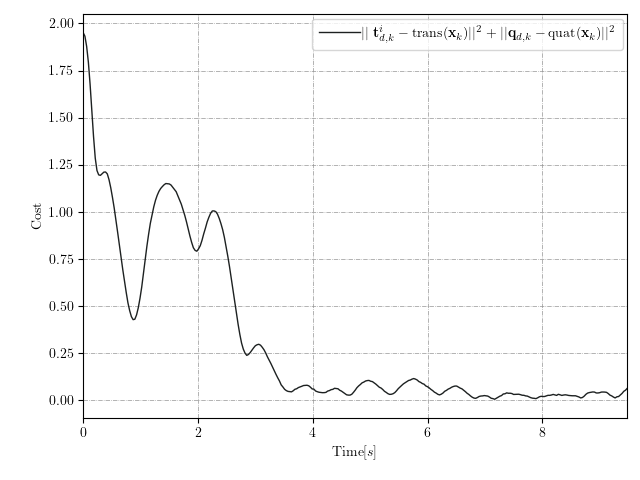 || t^i_{d,k} − trans(x_k)||² + ||q_{d,k} − quat(x_k)||²
2.00
1.75
1.50
1.25
1.00
0.75
0.50
0.25
0.00
Cost
0 2 4 6 8
Time[s]